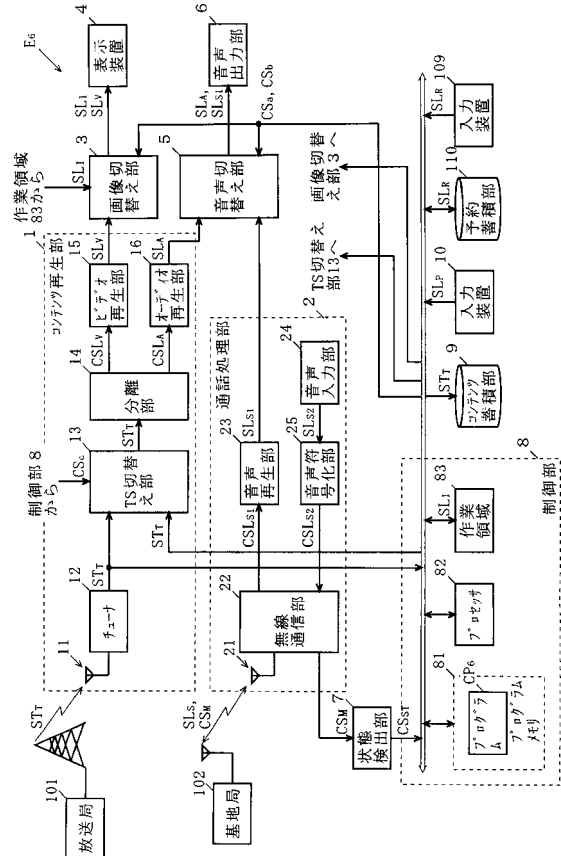 E6
4
表示装置
6
音声出力部
SLI
SLV
SLA,
SLS1
CSa, CSb
作業領域
83から
SLI
3
画像切替え部
5
音声切替え部
1
コンテンツ再生部
15
ビデオ再生部
SLV
16
オーディオ再生部
SLA
CSLV
CSLA
14
分離部
STT
制御部 8
から
CSc
13
TS切替え部
STT
12
チューナ
STT
11
STT
101
放送局
画像切替え部3へ
TS切替え部13へ
2
通話処理部
23
音声再生部
SLS1
24
音声入力部
SLS2
25
音声符号化部
CSLS1
CSLS2
22
無線通信部
21
SLS,
CSM
102
基地局
CSM
7
状態検出部
CSST
109
入力装置
SLR
110
予約蓄積部
SLR
10
入力装置
SLP
9
コンテンツ蓄積部
STT
8
制御部
83
作業領域
SLI
82
プロセッサ
81
CP6
プログラム
プログラムメモリ